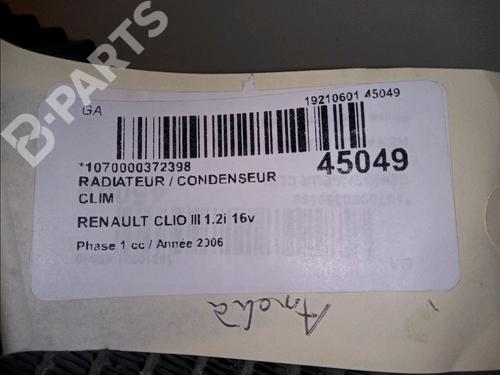 B-PARTS
GA
19210601 45049
*1070000372398
45049
RADIATEUR / CONDENSEUR
CLIM
RENAULT CLIO III 1.2i 16v
Phase 1 cc / Année 2006